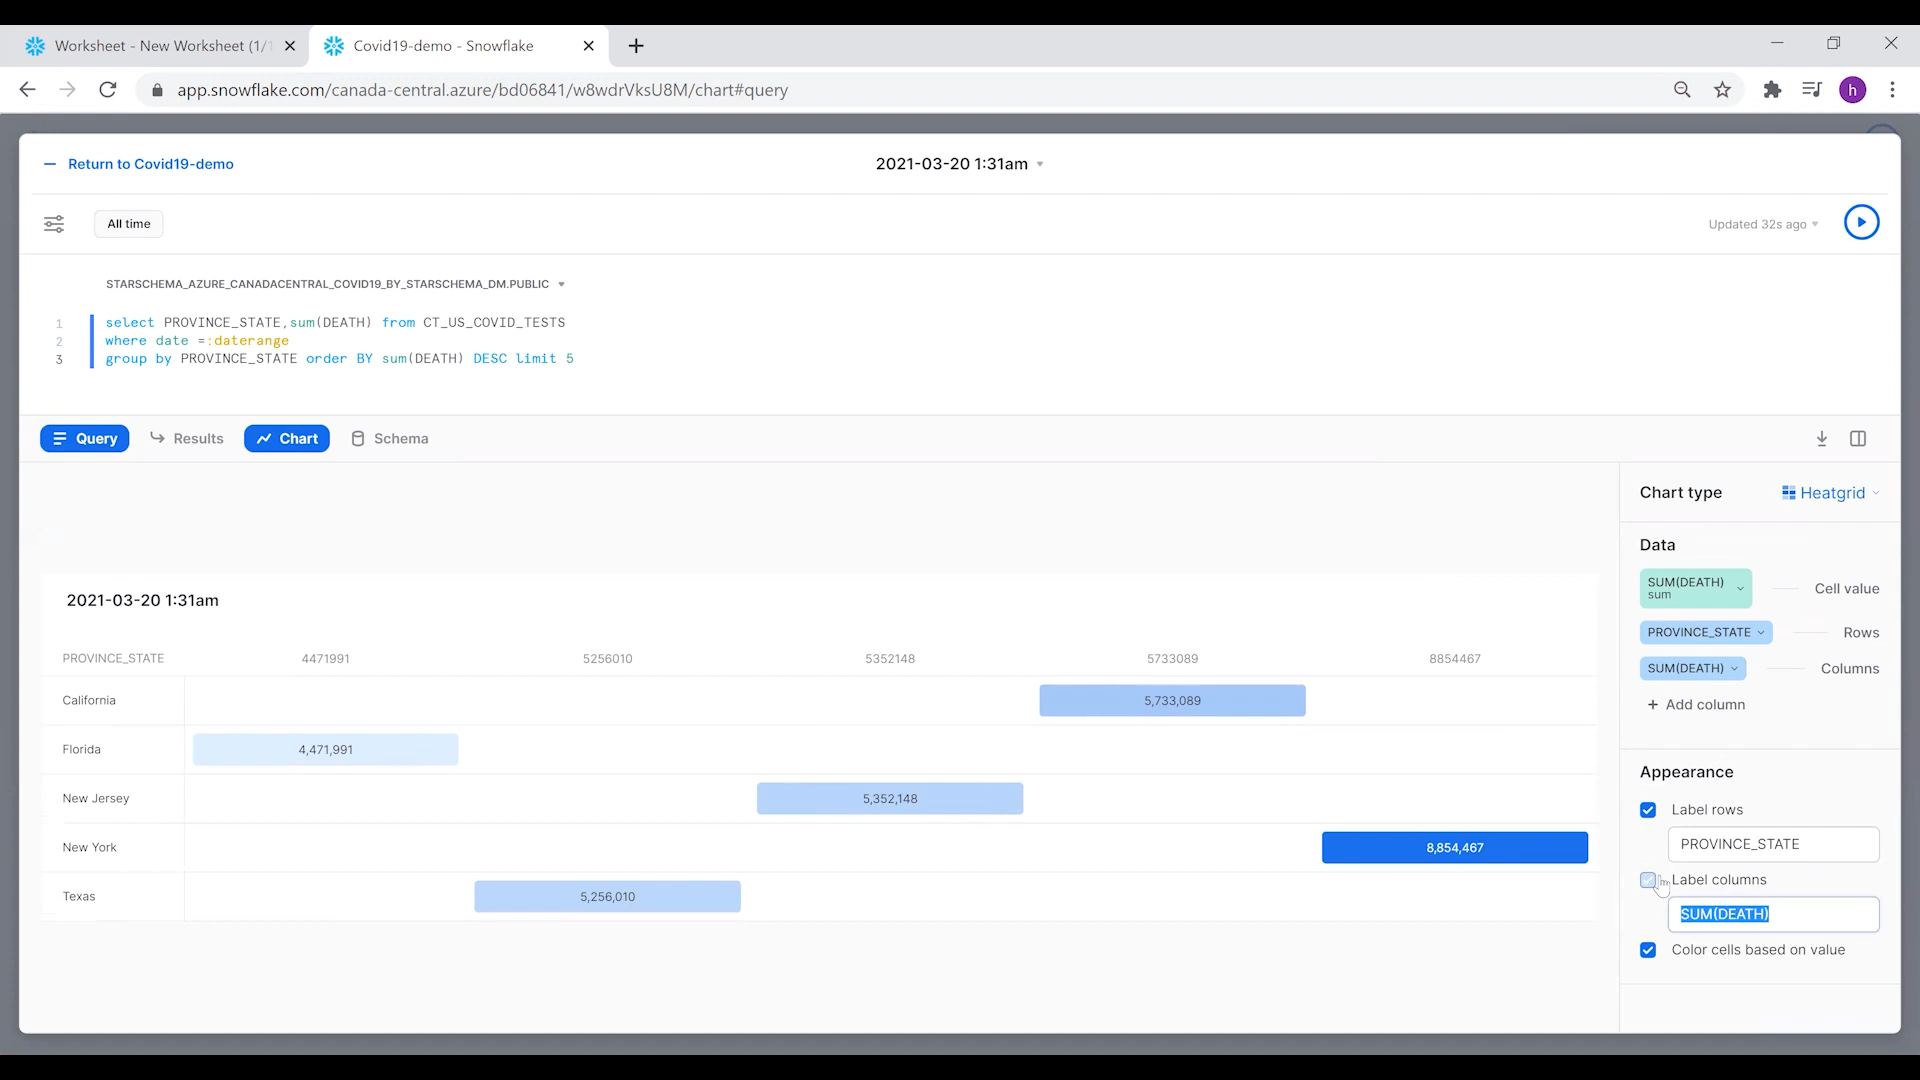 Worksheet - New Worksheet (1/1
Covid19-demo - Snowflake
app.snowflake.com/canada-central.azure/bd06841/w8wdrVksU8M/chart#query
h
Return to Covid19-demo
2021-03-20 1:31am
All time
Updated 32s ago
STARSCHEMA_AZURE_CANADACENTRAL_COVID19_BY_STARSCHEMA_DM.PUBLIC
1 select PROVINCE_STATE,sum(DEATH) from CT_US_COVID_TESTS
2 where date =:daterange
3 group by PROVINCE_STATE order BY sum(DEATH) DESC limit 5
Query Results Chart Schema
Chart type Heatgrid
Data
SUM(DEATH)
sum
Cell value
PROVINCE_STATE Rows
SUM(DEATH) Columns
+ Add column
2021-03-20 1:31am
PROVINCE_STATE 4471991 5256010 5352148 5733089 8854467
California 5,733,089
Florida 4,471,991
New Jersey 5,352,148
New York 8,854,467
Texas 5,256,010
Appearance
Label rows
PROVINCE_STATE
Label columns
SUM(DEATH)
Color cells based on value